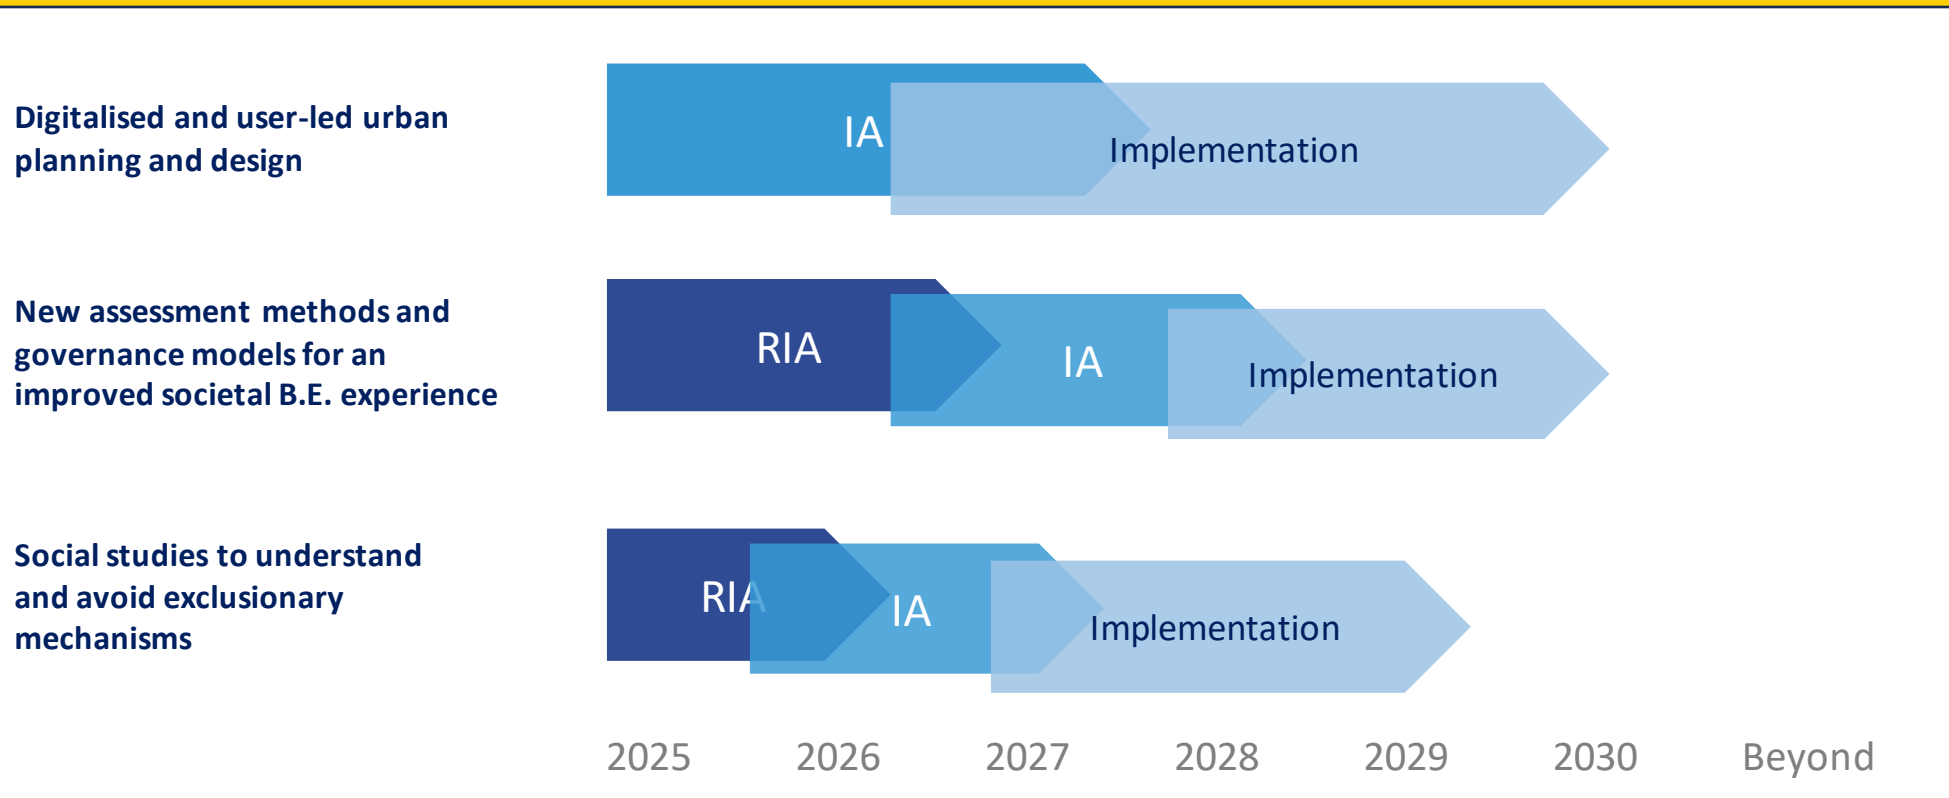 Digitalised and user-led urban
planning and design
IA
Implementation
New assessment methods and
governance models for an
improved societal B.E. experience
RIA
IA
Implementation
Social studies to understand
and avoid exclusionary
mechanisms
RIA
IA
Implementation
2025 2026 2027 2028 2029 2030 Beyond